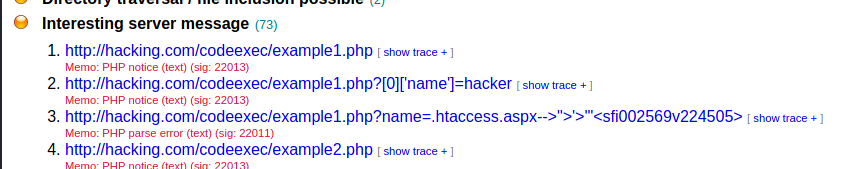 Directory traversal / file inclusion possible (2)
Interesting server message (73)
1. http://hacking.com/codeexec/example1.php [ show trace + ]
Memo: PHP notice (text) (sig: 22013)
2. http://hacking.com/codeexec/example1.php?[0]['name']=hacker [ show trace + ]
Memo: PHP notice (text) (sig: 22013)
3. http://hacking.com/codeexec/example1.php?name=.htaccess.aspx-->">'>'"<sfi002569v224505> [ show trace + ]
Memo: PHP parse error (text) (sig: 22011)
4. http://hacking.com/codeexec/example2.php [ show trace + ]
Memo: PHP notice (text) (sig: 22013)